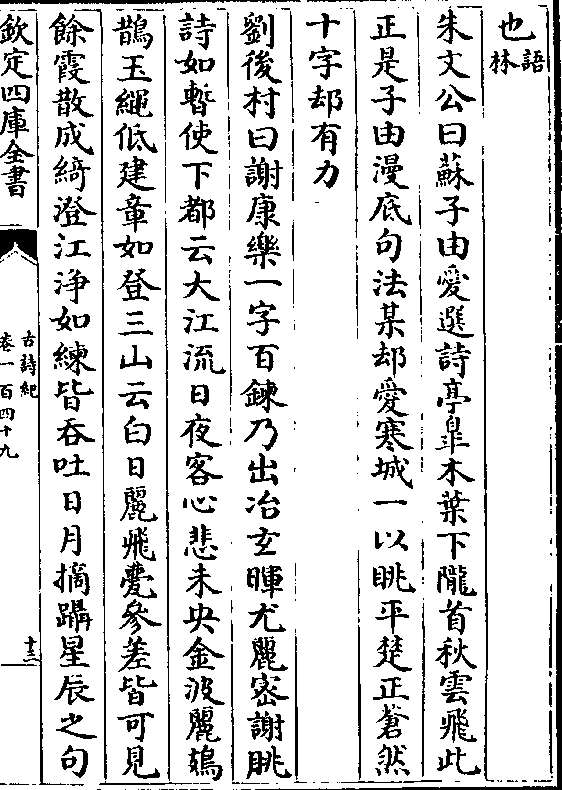 也語林
朱文公曰蘇子由愛選詩亭臯木葉下隴首秋雲飛此
正是子由漫底句法某却愛寒城一以眺平楚正蒼然
十字却有力
劉後村曰謝康樂一字百鍊乃出冶玄暉尤麗密謝朓
詩如暫使下都云大江流日夜客心悲未央金波麗鳷
鵲玉繩低建章如登三山云白日麗飛甍參差皆可見
餘霞散成綺澄江浄如練皆吞吐日月摘躡星辰之句
欽定四庫全書
古詩紀
卷一百四十九
十三